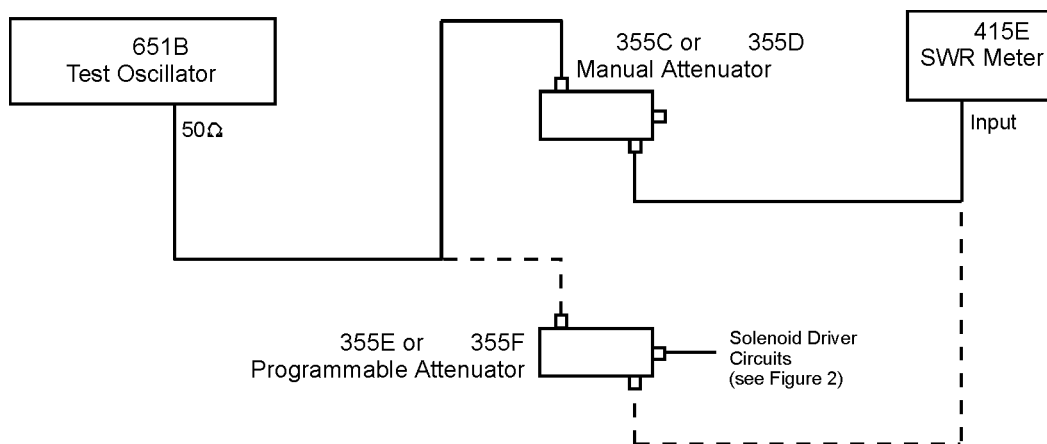 651B
Test Oscillator
50Ω
355C or 355D
Manual Attenuator
415E
SWR Meter
Input
355E or 355F
Programmable Attenuator
Solenoid Driver
Circuits
(see Figure 2)